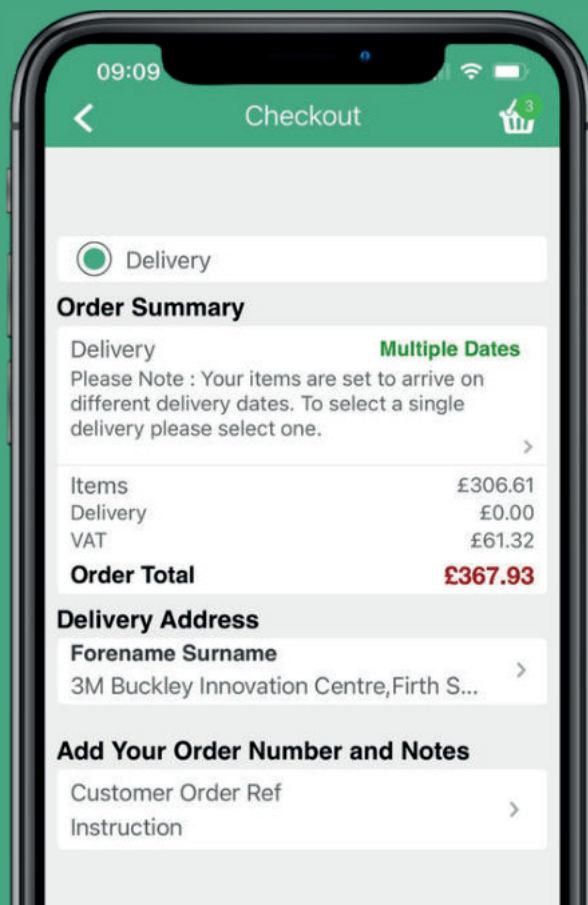 09:09
Checkout
3
Delivery
Order Summary
Delivery Multiple Dates
Please Note : Your items are set to arrive on
different delivery dates. To select a single
delivery please select one.
Items £306.61
Delivery £0.00
VAT £61.32
Order Total £367.93
Delivery Address
Forename Surname
3M Buckley Innovation Centre,Firth S...
Add Your Order Number and Notes
Customer Order Ref
Instruction